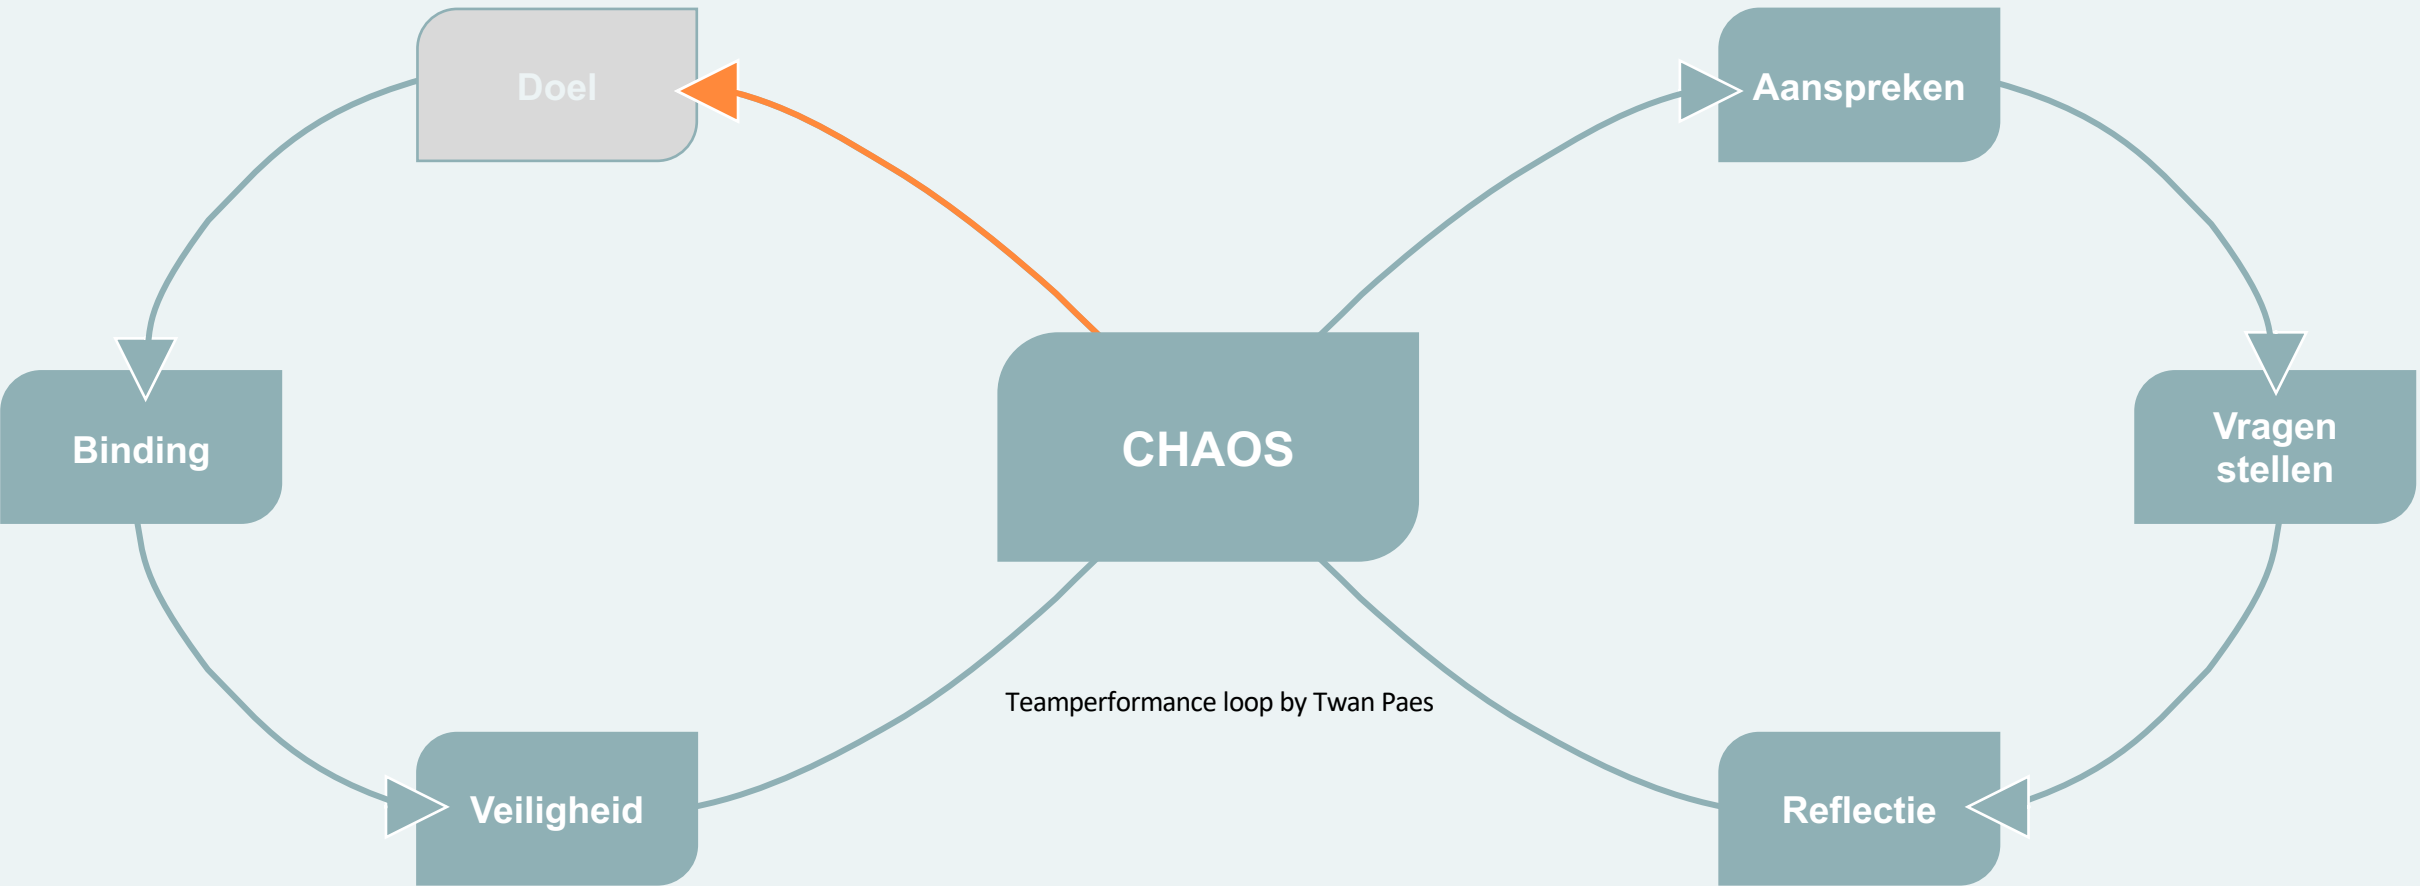 Doel
Aanspreken
Binding
CHAOS
Vragen
stellen
Teamperformance loop by Twan Paes
Veiligheid
Reflectie